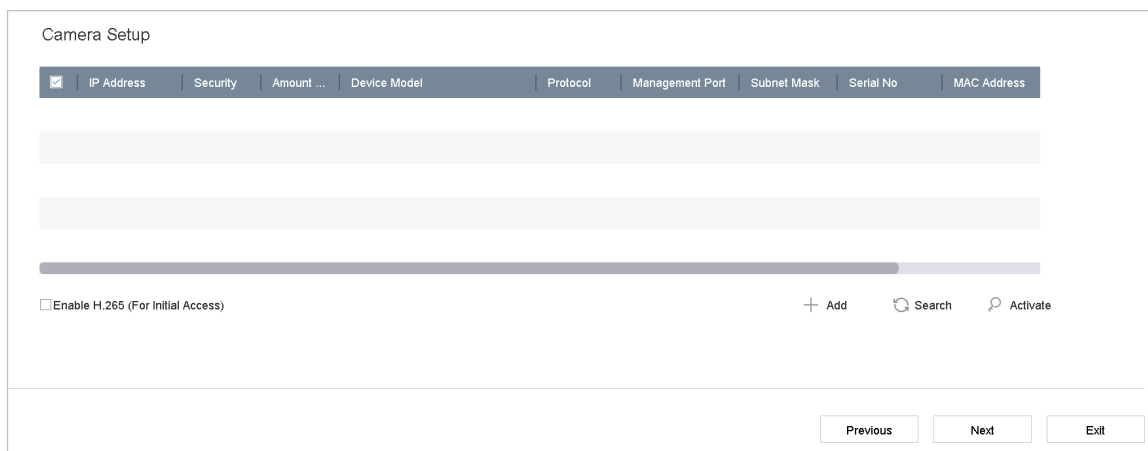 Camera Setup
IP Address Security Amount ... Device Model Protocol Management Port Subnet Mask Serial No MAC Address
Enable H.265 (For Initial Access) Add Search Activate
Previous Next Exit